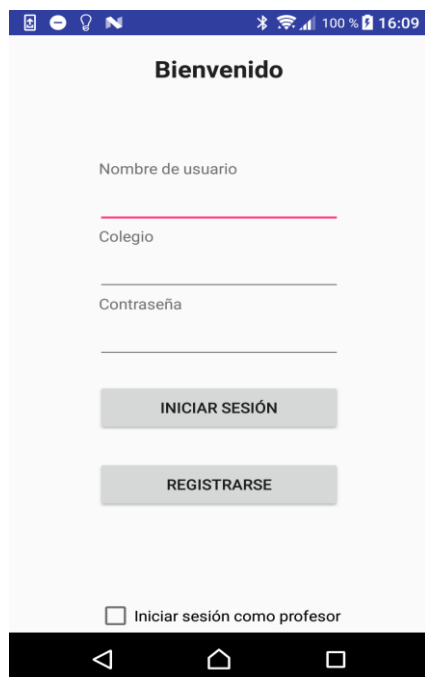 100 % 16:09
Bienvenido
Nombre de usuario
Colegio
Contraseña
INICIAR SESIÓN
REGISTRARSE
Iniciar sesión como profesor